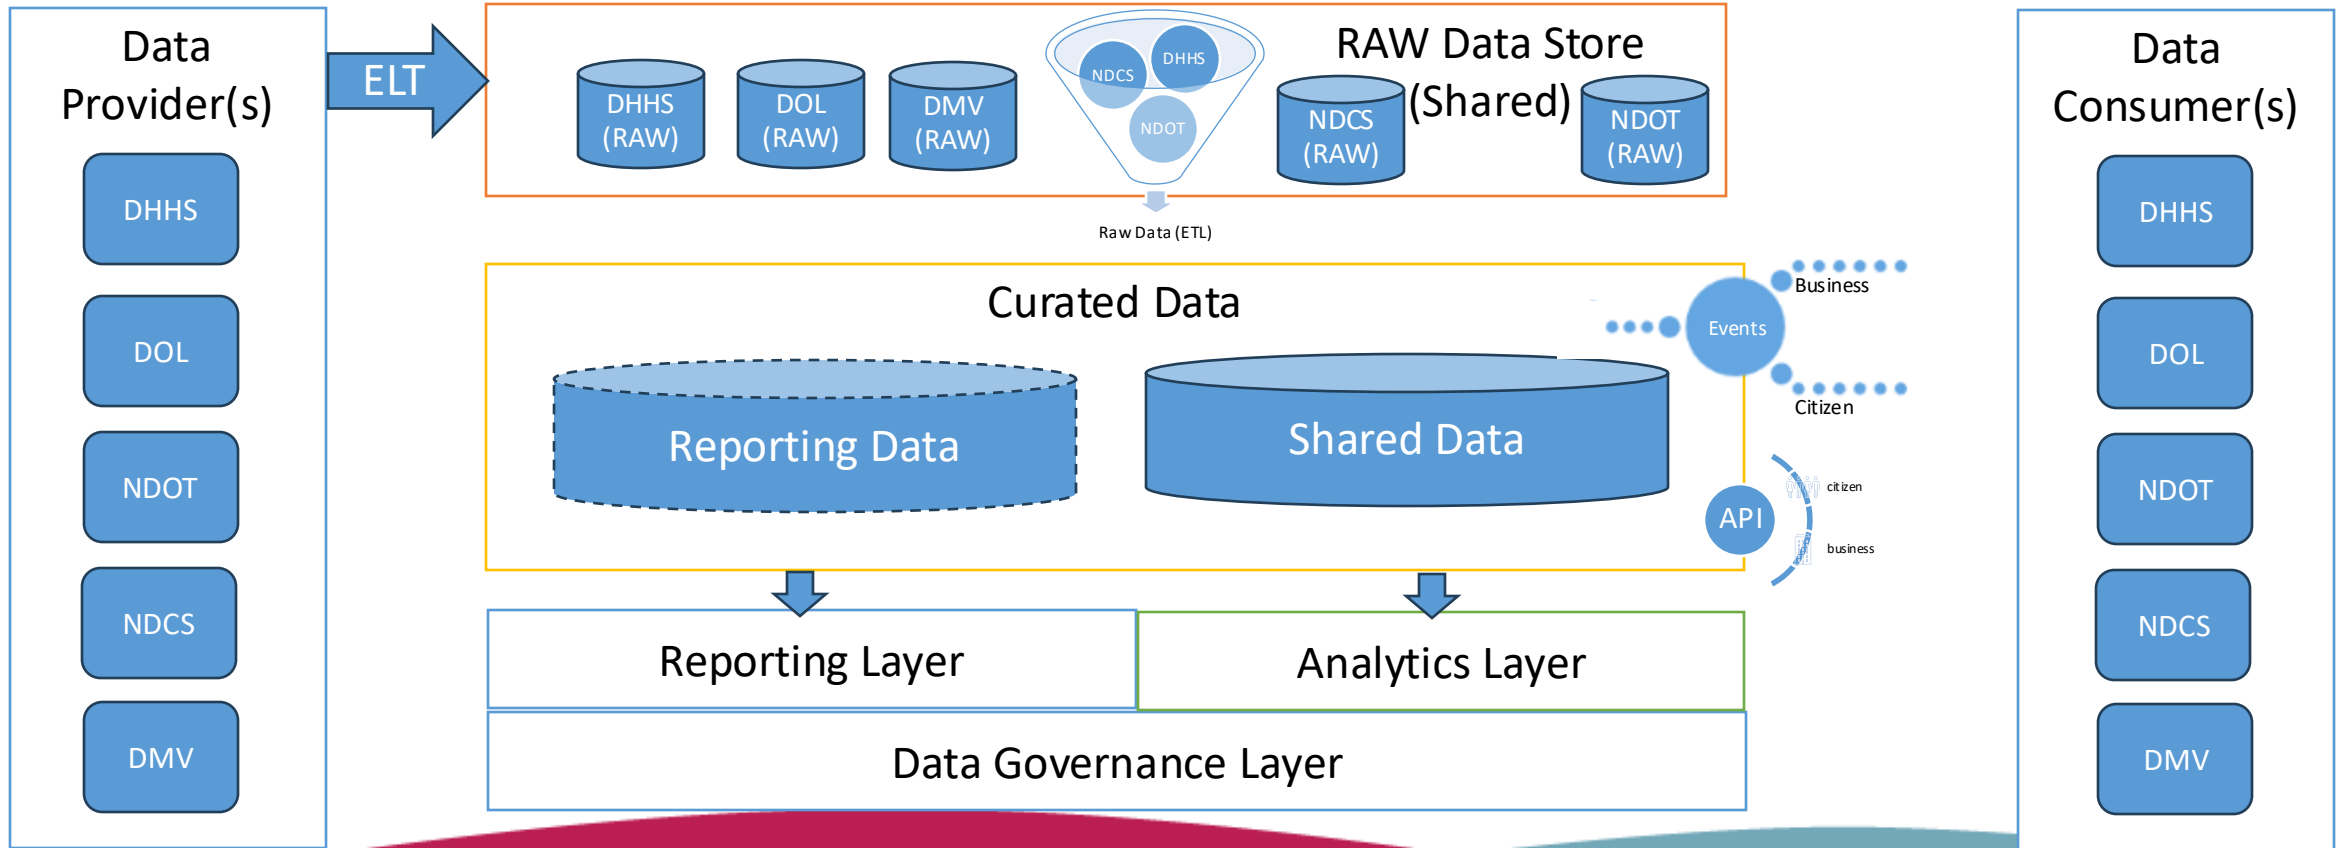 Data
Provider(s)
DHHS
DOL
NDOT
NDCS
DMV
ELT
RAW Data Store
(Shared)
DHHS
(RAW)
DOL
(RAW)
DMV
(RAW)
NDCS
DHHS
NDOT
NDCS
(RAW)
NDOT
(RAW)
Raw Data (ETL)
Curated Data
Reporting Data
Shared Data
Events
Business
Citizen
API
citizen
business
Reporting Layer
Analytics Layer
Data Governance Layer
Data
Consumer(s)
DHHS
DOL
NDOT
NDCS
DMV